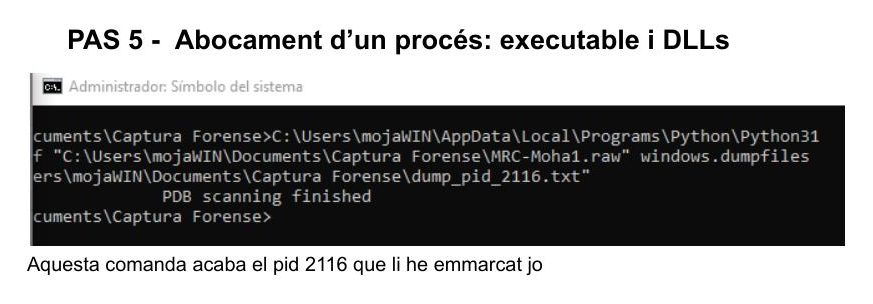 PAS 5 -  Abocament d’un procés: executable i DLLs
Administrador: Símbolo del sistema
cuments\Captura Forense>C:\Users\mojaWIN\AppData\Local\Programs\Python\Python31
f "C:\Users\mojaWIN\Documents\Captura Forense\MRC-Moha1.raw" windows.dumpfiles
ers\mojaWIN\Documents\Captura Forense\dump_pid_2116.txt"
PDB scanning finished
cuments\Captura Forense>
Aquesta comanda acaba el pid 2116 que li he emmarcat jo